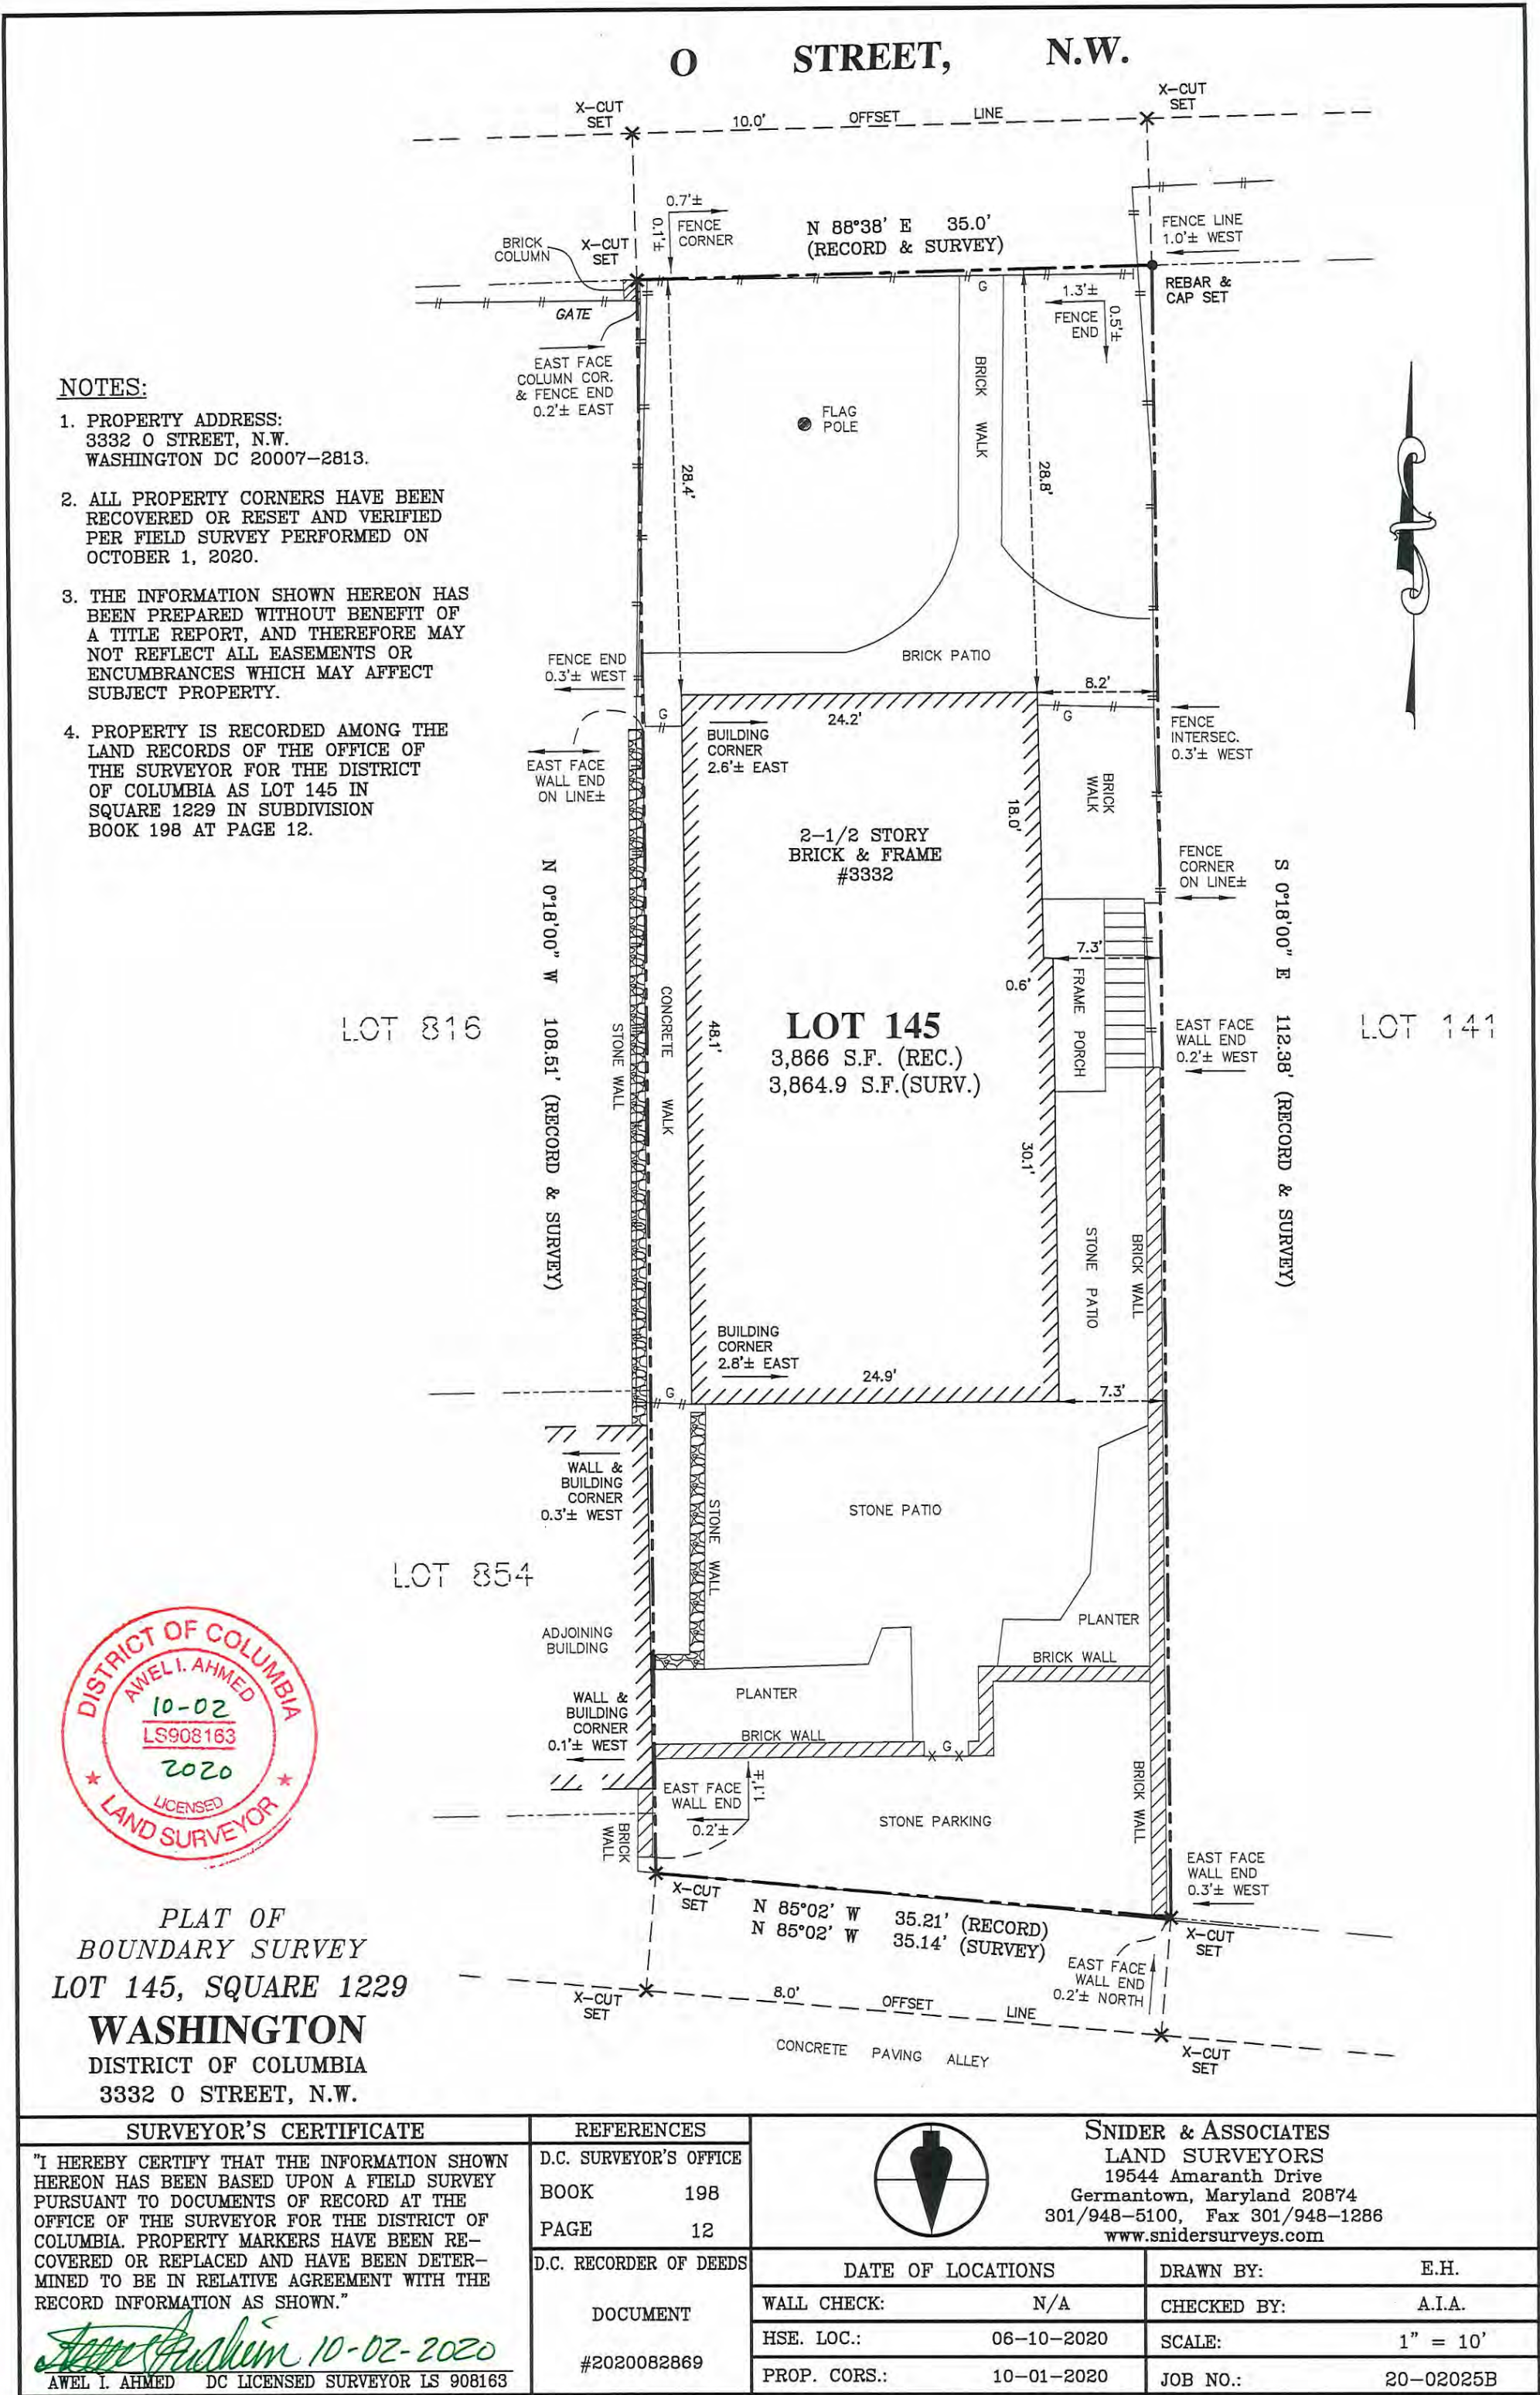 O STREET, N.W.
X-CUT
SET
10.0' OFFSET LINE
X-CUT
SET
0.7'±
0.1'±
FENCE
CORNER
N 88°38' E 35.0'
(RECORD & SURVEY)
FENCE LINE
1.0'± WEST
BRICK
COLUMN
X-CUT
SET
REBAR &
CAP SET
GATE
G
1.3'±
FENCE
END
0.5'±
EAST FACE
COLUMN COR.
& FENCE END
0.2'± EAST
NOTES:
1. PROPERTY ADDRESS:
3332 O STREET, N.W.
WASHINGTON DC 20007-2813.
2. ALL PROPERTY CORNERS HAVE BEEN
RECOVERED OR RESET AND VERIFIED
PER FIELD SURVEY PERFORMED ON
OCTOBER 1, 2020.
3. THE INFORMATION SHOWN HEREON HAS
BEEN PREPARED WITHOUT BENEFIT OF
A TITLE REPORT, AND THEREFORE MAY
NOT REFLECT ALL EASEMENTS OR
ENCUMBRANCES WHICH MAY AFFECT
SUBJECT PROPERTY.
4. PROPERTY IS RECORDED AMONG THE
LAND RECORDS OF THE OFFICE OF
THE SURVEYOR FOR THE DISTRICT
OF COLUMBIA AS LOT 145 IN
SQUARE 1229 IN SUBDIVISION
BOOK 198 AT PAGE 12.
FLAG
POLE
BRICK WALK
28.4'
28.8'
FENCE END
0.3'± WEST
BRICK PATIO
8.2'
G
24.2'
G
BUILDING
CORNER
2.6'± EAST
FENCE
INTERSEC.
0.3'± WEST
EAST FACE
WALL END
ON LINE±
BRICK
WALK
18.0'
2-1/2 STORY
BRICK & FRAME
#3332
FENCE
CORNER
ON LINE±
N 0°18'00" W 108.51' (RECORD & SURVEY)
S 0°18'00" E 112.38' (RECORD & SURVEY)
7.3'
0.6'
FRAME PORCH
CONCRETE WALK
STONE WALL
48.1'
LOT 816
LOT 145
3,866 S.F. (REC.)
3,864.9 S.F.(SURV.)
EAST FACE
WALL END
0.2'± WEST
LOT 141
30.1'
STONE PATIO
BRICK WALL
BUILDING
CORNER
2.8'± EAST
24.9'
G
7.3'
WALL &
BUILDING
CORNER
0.3'± WEST
STONE WALL
STONE PATIO
LOT 854
ADJOINING
BUILDING
PLANTER
BRICK WALL
WALL &
BUILDING
CORNER
0.1'± WEST
PLANTER
BRICK WALL
G
EAST FACE
WALL END
1.1'±
0.2'±
STONE PARKING
BRICK WALL
BRICK
WALL
EAST FACE
WALL END
0.3'± WEST
X-CUT
SET
N 85°02' W 35.21' (RECORD)
N 85°02' W 35.14' (SURVEY)
X-CUT
SET
EAST FACE
WALL END
0.2'± NORTH
X-CUT
SET
8.0' OFFSET LINE
CONCRETE PAVING ALLEY
X-CUT
SET
DISTRICT OF COLUMBIA
AWEL I. AHMED
10-02
LS908163
2020
LICENSED
LAND SURVEYOR
PLAT OF
BOUNDARY SURVEY
LOT 145, SQUARE 1229
WASHINGTON
DISTRICT OF COLUMBIA
3332 O STREET, N.W.
SURVEYOR'S CERTIFICATE
"I HEREBY CERTIFY THAT THE INFORMATION SHOWN
HEREON HAS BEEN BASED UPON A FIELD SURVEY
PURSUANT TO DOCUMENTS OF RECORD AT THE
OFFICE OF THE SURVEYOR FOR THE DISTRICT OF
COLUMBIA. PROPERTY MARKERS HAVE BEEN RE-
COVERED OR REPLACED AND HAVE BEEN DETER-
MINED TO BE IN RELATIVE AGREEMENT WITH THE
RECORD INFORMATION AS SHOWN."
10-02-2020
AWEL I. AHMED DC LICENSED SURVEYOR LS 908163
REFERENCES
D.C. SURVEYOR'S OFFICE
BOOK 198
PAGE 12
D.C. RECORDER OF DEEDS
DOCUMENT
#2020082869
SNIDER & ASSOCIATES
LAND SURVEYORS
19544 Amaranth Drive
Germantown, Maryland 20874
301/948-5100, Fax 301/948-1286
www.snidersurveys.com
DATE OF LOCATIONS
WALL CHECK: N/A
HSE. LOC.: 06-10-2020
PROP. CORS.: 10-01-2020
DRAWN BY: E.H.
CHECKED BY: A.I.A.
SCALE: 1" = 10'
JOB NO.: 20-02025B